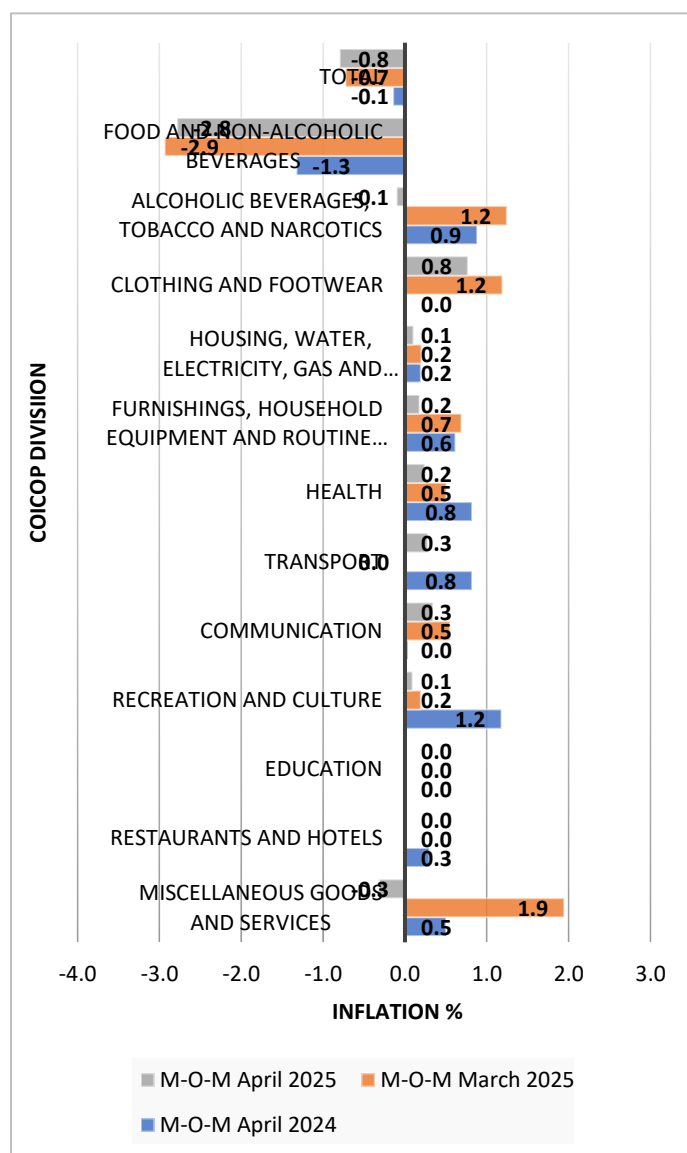 -0.8
TOTAL
-0.7
-0.1
-2.8
FOOD AND NON-ALCOHOLIC
BEVERAGES
-2.9
-1.3
-0.1
ALCOHOLIC BEVERAGES,
TOBACCO AND NARCOTICS
1.2
0.9
0.8
CLOTHING AND FOOTWEAR
1.2
0.0
HOUSING, WATER,
ELECTRICITY, GAS AND...
0.1
0.2
0.2
FURNISHINGS, HOUSEHOLD
EQUIPMENT AND ROUTINE...
0.2
0.7
0.6
HEALTH
0.2
0.5
0.8
TRANSPORT
0.3
0.0
0.8
COMMUNICATION
0.3
0.5
0.0
RECREATION AND CULTURE
0.1
0.2
1.2
EDUCATION
0.0
0.0
0.0
RESTAURANTS AND HOTELS
0.0
0.0
0.3
MISCELLANEOUS GOODS
AND SERVICES
-0.3
1.9
0.5
COICOP DIVISIION
-4.0 -3.0 -2.0 -1.0 0.0 1.0 2.0 3.0
INFLATION %
M-O-M April 2025 M-O-M March 2025
M-O-M April 2024